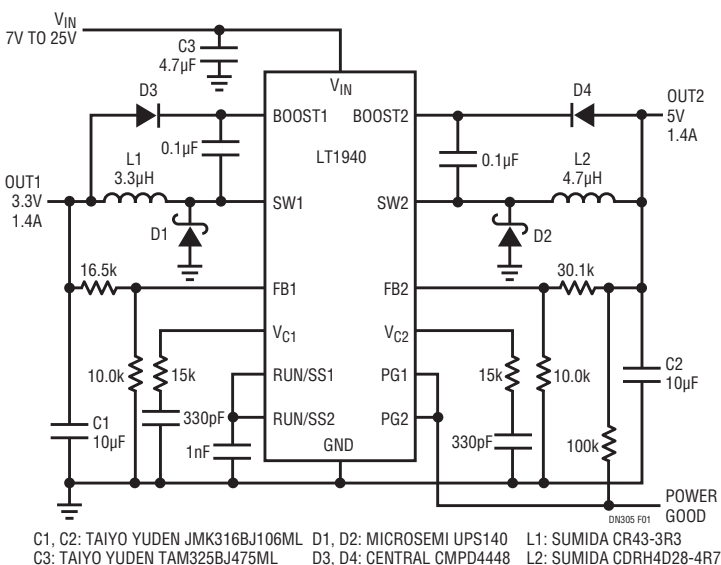 V_IN
7V TO 25V
C3
4.7µF
D3
D4
V_IN
BOOST1
BOOST2
OUT2
5V
1.4A
0.1µF
LT1940
0.1µF
L1
3.3µH
L2
4.7µH
OUT1
3.3V
1.4A
SW1
SW2
D1
D2
16.5k
30.1k
FB1
FB2
V_C1
V_C2
10.0k
15k
RUN/SS1
PG1
15k
10.0k
C2
10µF
C1
10µF
330pF
RUN/SS2
PG2
1nF
GND
330pF
100k
POWER
GOOD
DN305 F01
C1, C2: TAIYO YUDEN JMK316BJ106ML D1, D2: MICROSEMI UPS140 L1: SUMIDA CR43-3R3
C3: TAIYO YUDEN TAM325BJ475ML D3, D4: CENTRAL CMPD4448 L2: SUMIDA CDRH4D28-4R7